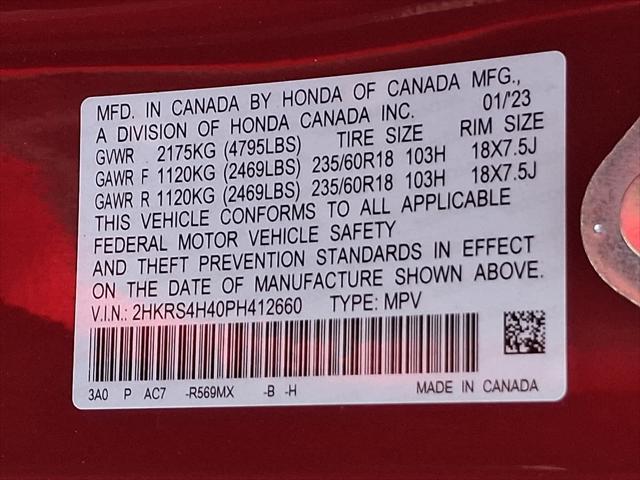 MFD. IN CANADA BY HONDA OF CANADA MFG.,
A DIVISION OF HONDA CANADA INC. 01/'23
GVWR 2175KG (4795LBS) TIRE SIZE RIM SIZE
GAWR F 1120KG (2469LBS) 235/60R18 103H 18X7.5J
GAWR R 1120KG (2469LBS) 235/60R18 103H 18X7.5J
THIS VEHICLE CONFORMS TO ALL APPLICABLE
FEDERAL MOTOR VEHICLE SAFETY
AND THEFT PREVENTION STANDARDS IN EFFECT
ON THE DATE OF MANUFACTURE SHOWN ABOVE.
V.I.N.: 2HKRS4H40PH412660 TYPE: MPV
3A0 P AC7 -R569MX -B -H MADE IN CANADA